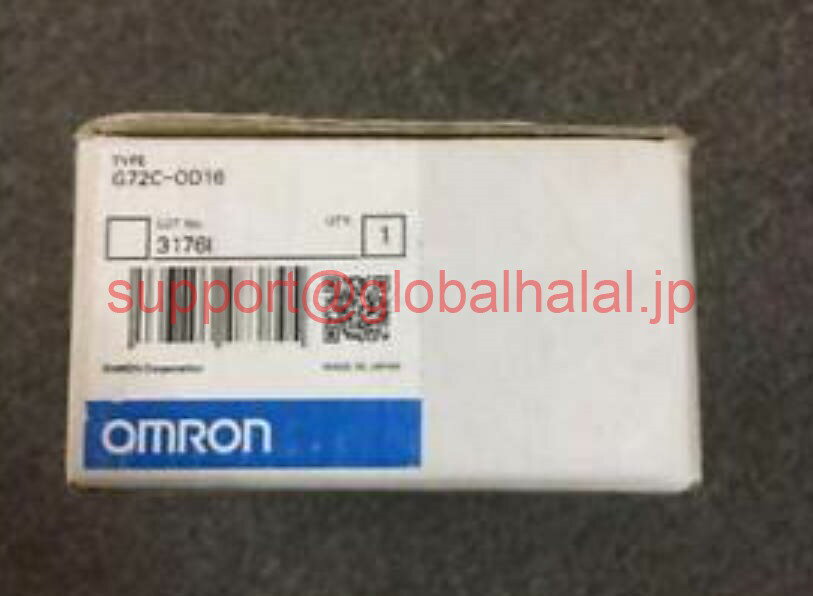 TYPE
G72C-OD16
LOT No. QTY.
3176I 1
support@globalhalal.jp
OMRON Corporation MADE IN JAPAN
OMRON